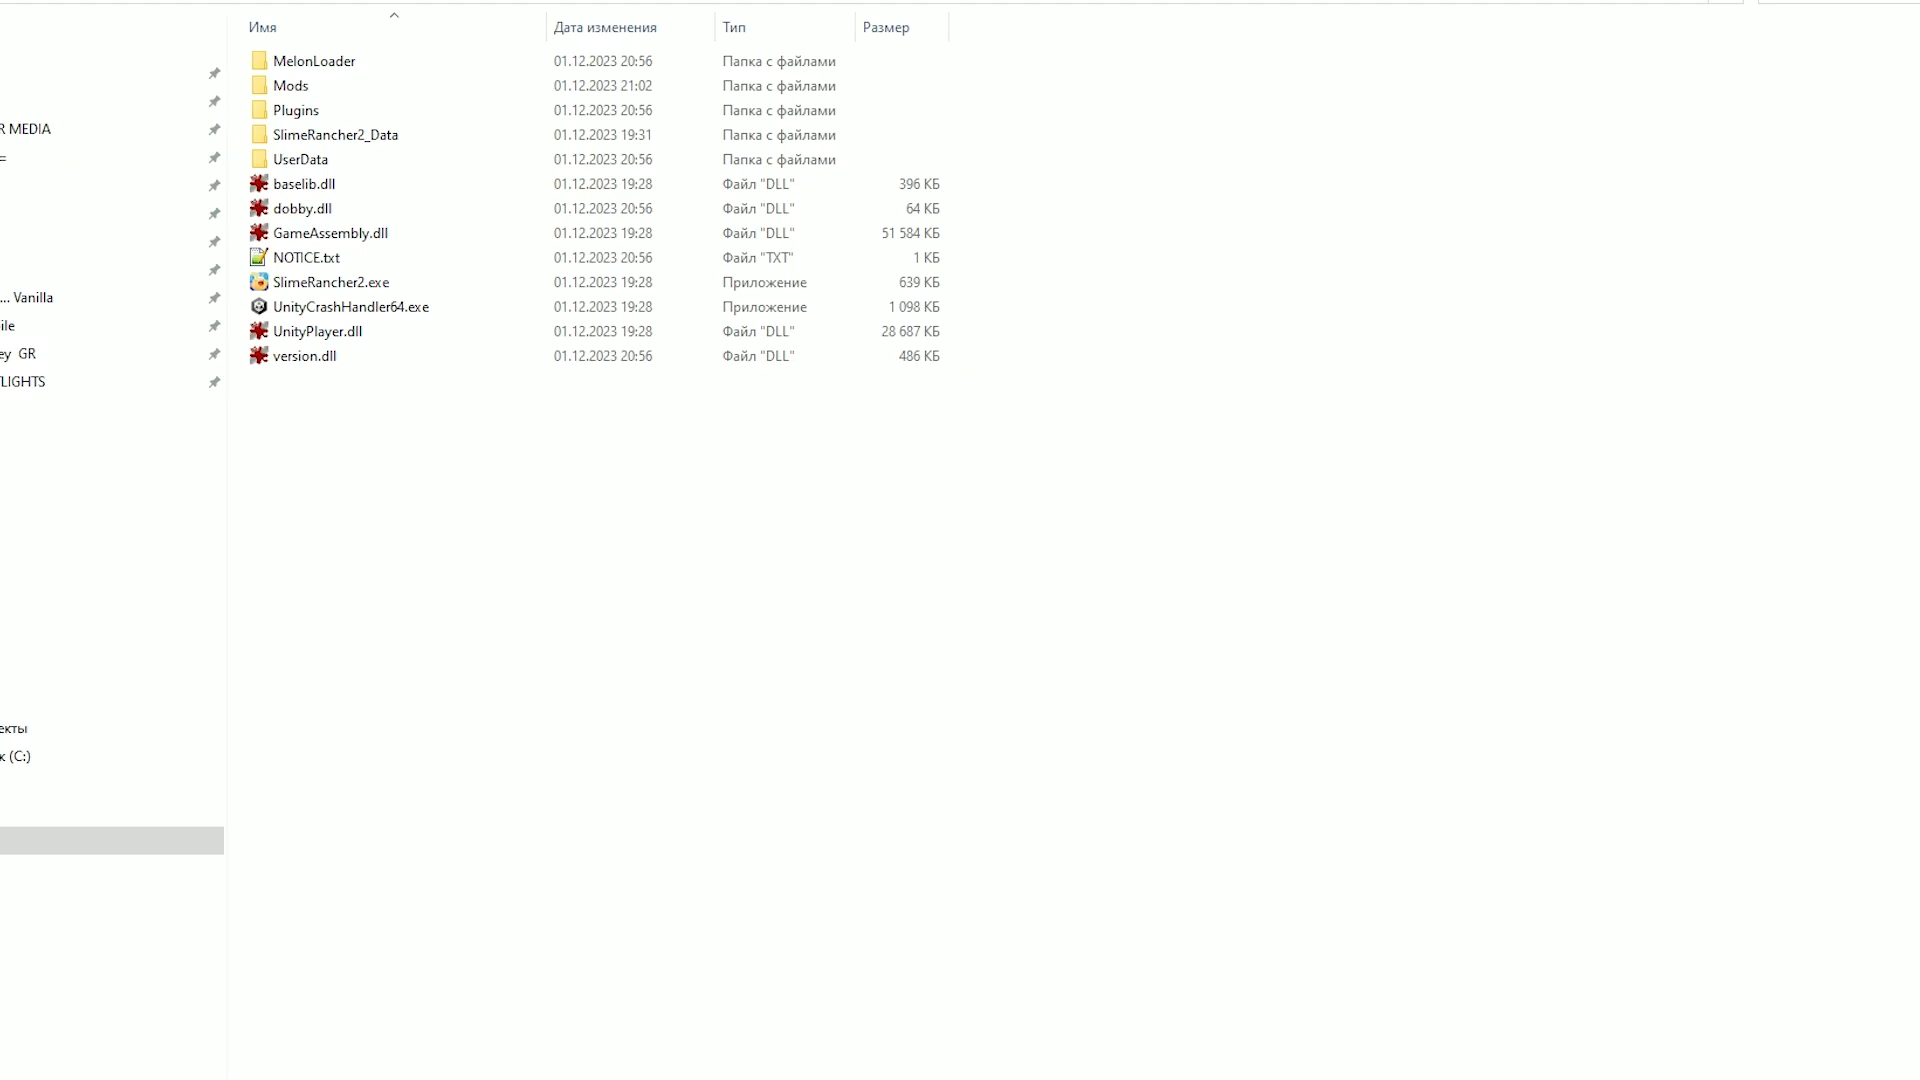 Имя Дата изменения Тип Размер
MelonLoader 01.12.2023 20:56 Папка с файлами
Mods 01.12.2023 21:02 Папка с файлами
Plugins 01.12.2023 20:56 Папка с файлами
SlimeRancher2_Data 01.12.2023 19:31 Папка с файлами
UserData 01.12.2023 20:56 Папка с файлами
baselib.dll 01.12.2023 19:28 Файл "DLL" 396 КБ
dobby.dll 01.12.2023 20:56 Файл "DLL" 64 КБ
GameAssembly.dll 01.12.2023 19:28 Файл "DLL" 51 584 КБ
NOTICE.txt 01.12.2023 20:56 Файл "TXT" 1 КБ
SlimeRancher2.exe 01.12.2023 19:28 Приложение 639 КБ
UnityCrashHandler64.exe 01.12.2023 19:28 Приложение 1 098 КБ
UnityPlayer.dll 01.12.2023 19:28 Файл "DLL" 28 687 КБ
version.dll 01.12.2023 20:56 Файл "DLL" 486 КБ
R MEDIA
=
... Vanilla
ile
ey GR
LIGHTS
екты
к (C:)